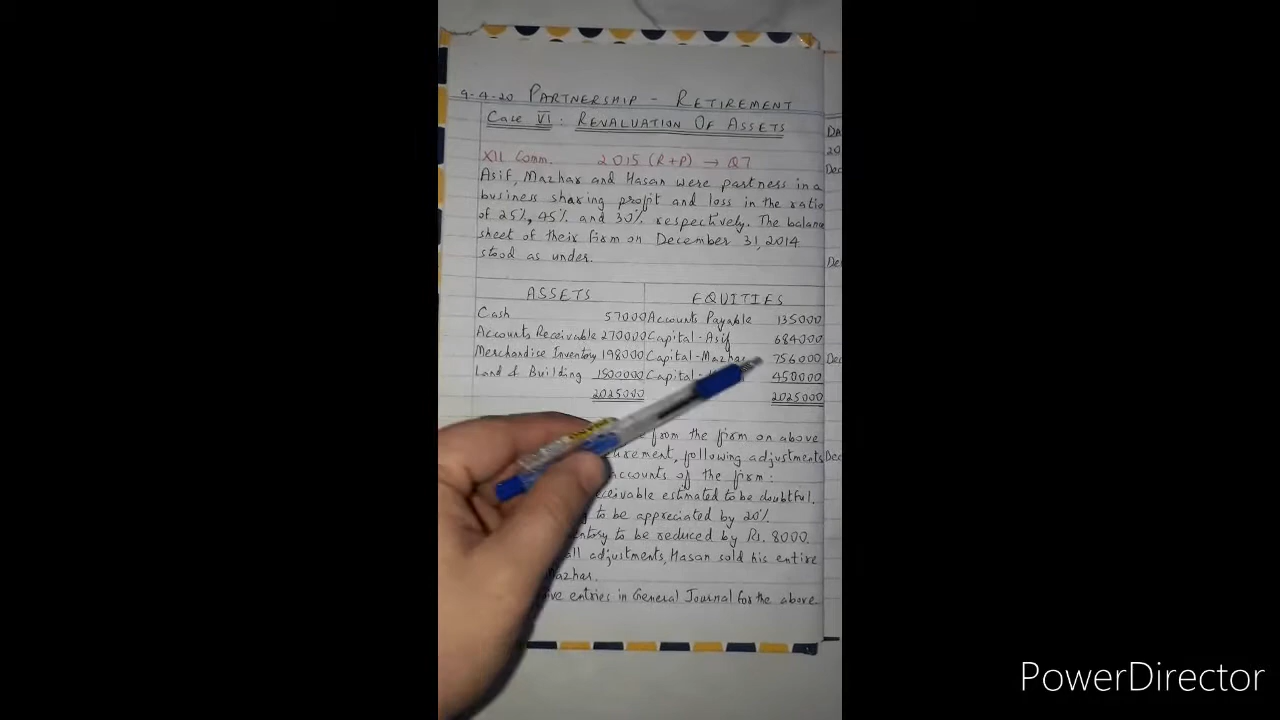 9-4-20 PARTNERSHIP - RETIREMENT
Case VI : REVALUATION OF ASSETS
XII Comm. 2015 (R+P) → Q7
Asif, Mazhar and Hasan were partness in a
business sharing profit and loss in the ratio
of 25%, 45% and 30% respectively. The balance
sheet of their firm on December 31, 2014
stood as under.
ASSETS EQUITIES
Cash 57000 Accounts Payable 135000
Accounts Receivable 270000 Capital-Asif 684000
Merchandise Inventory 198000 Capital-Mazhar 756000
Land & Building 1500000 Capital- 450000
2025000 2025000
from the firm on above
following adjustments
accounts of the firm:
estimated to be doubtful.
to be appreciated by 20%.
to be reduced by Rs. 8000.
all adjustments, Hasan sold his entire
Mazhar.
entries in General Journal for the above
PowerDirector